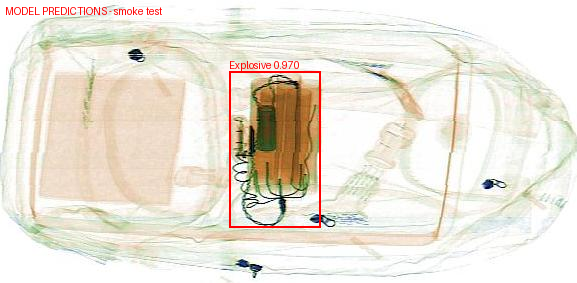 MODEL PREDICTIONS - smoke test
Explosive 0.970